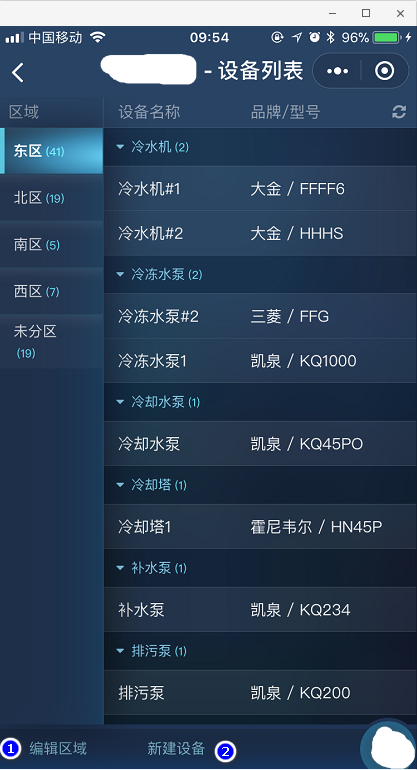 中国移动 09:54 96%
- 设备列表
区域 设备名称 品牌/型号
东区 (41)
北区 (19)
南区 (5)
西区 (7)
未分区
(19)
冷水机 (2)
冷水机#1 大金 / FFFF6
冷水机#2 大金 / HHHS
冷冻水泵 (2)
冷冻水泵#2 三菱 / FFG
冷冻水泵1 凯泉 / KQ1000
冷却水泵 (1)
冷却水泵 凯泉 / KQ45PO
冷却塔 (1)
冷却塔1 霍尼韦尔 / HN45P
补水泵 (1)
补水泵 凯泉 / KQ234
排污泵 (1)
排污泵 凯泉 / KQ200
1 编辑区域 新建设备 2